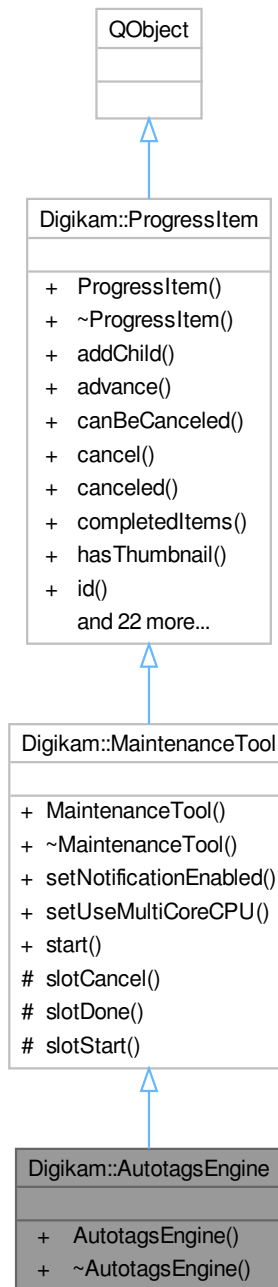 QObject
Digikam::ProgressItem
+ ProgressItem()
+ ~ProgressItem()
+ addChild()
+ advance()
+ canBeCanceled()
+ cancel()
+ canceled()
+ completedItems()
+ hasThumbnail()
+ id()
and 22 more...
Digikam::MaintenanceTool
+ MaintenanceTool()
+ ~MaintenanceTool()
+ setNotificationEnabled()
+ setUseMultiCoreCPU()
+ start()
# slotCancel()
# slotDone()
# slotStart()
Digikam::AutotagsEngine
+ AutotagsEngine()
+ ~AutotagsEngine()